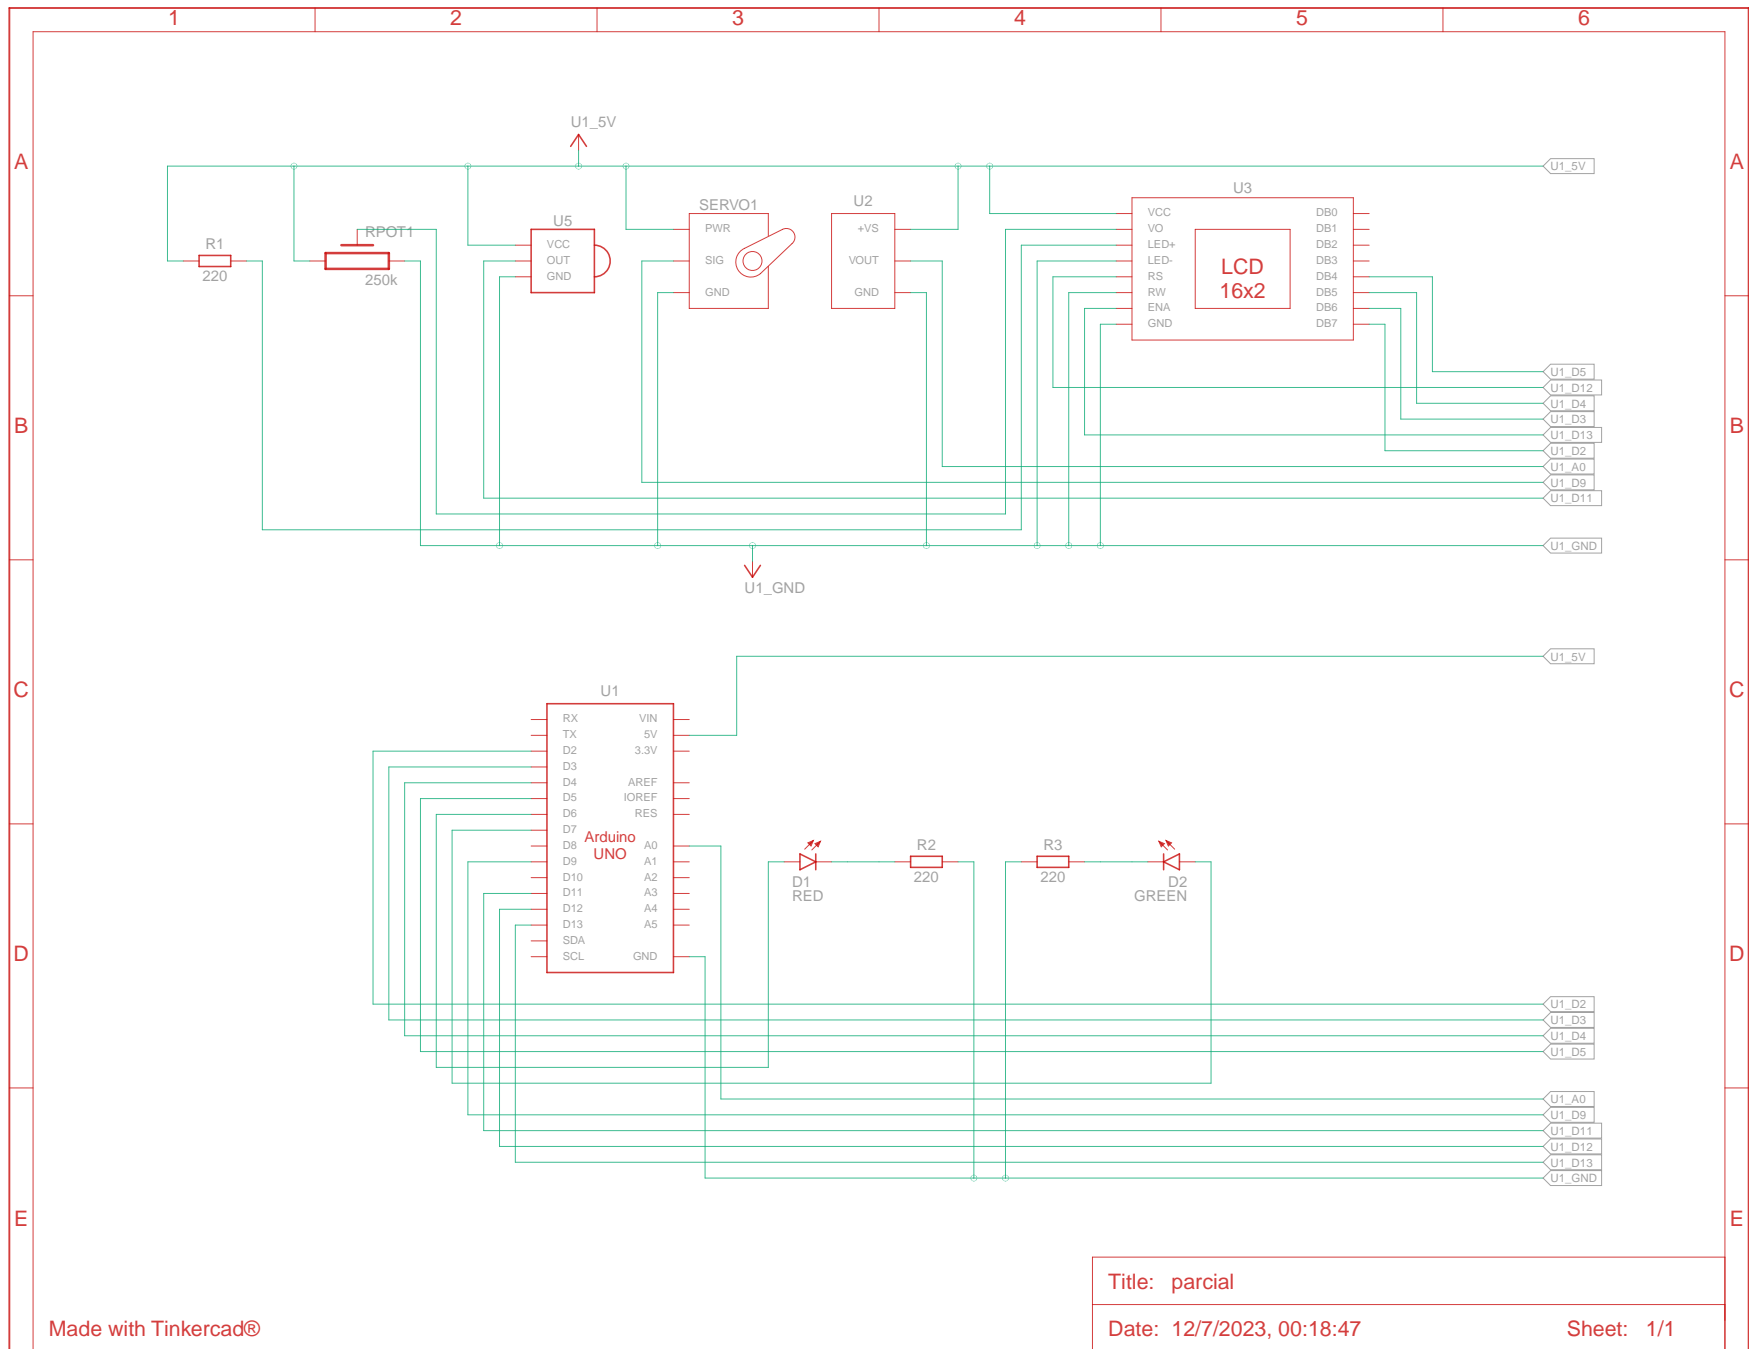 1 2 3 4 5 6
U1_5V
A A
U1_5V
U3
SERVO1 U2
VCC DB0
U5 RPOT1 PWR +VS VO DB1
R1 VCC LED+ DB2
OUT SIG VOUT LED- DB3
220 250k GND RS LCD DB4
GND GND RW 16x2 DB5
ENA DB6
GND DB7
U1_D5
U1_D12
U1_D4
B U1_D3 B
U1_D13
U1_D2
U1_A0
U1_D9
U1_D11
U1_GND
U1_GND
U1_5V
C U1 C
RX VIN
TX 5V
D2 3.3V
D3
D4 AREF
D5 IOREF
D6 RES
D7
Arduino
D8 A0
UNO
D9 A1
D10 A2
D11 A3
D12 A4
D13 A5
SDA
SCL GND
R2 R3
D1 220 220 D2
RED GREEN
D D
U1_D2
U1_D3
U1_D4
U1_D5
U1_A0
U1_D9
U1_D11
U1_D12
U1_D13
U1_GND
E E
Title: parcial
Made with Tinkercad®
Date: 12/7/2023, 00:18:47 Sheet: 1/1